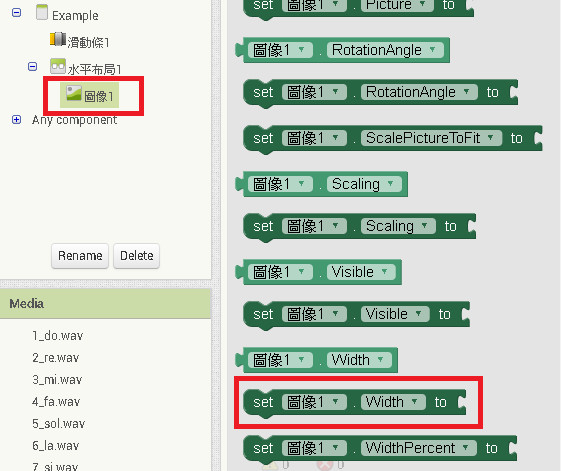 Example
滑動條1
水平布局1
圖像1
Any component
Rename Delete
Media
1_do.wav
2_re.wav
3_mi.wav
4_fa.wav
5_sol.wav
6_la.wav
7_si.wav
set 圖像1 . Picture to
圖像1 . RotationAngle
set 圖像1 . RotationAngle to
set 圖像1 . ScalePictureToFit to
圖像1 . Scaling
set 圖像1 . Scaling to
圖像1 . Visible
set 圖像1 . Visible to
圖像1 . Width
set 圖像1 . Width to
set 圖像1 . WidthPercent to
0 0